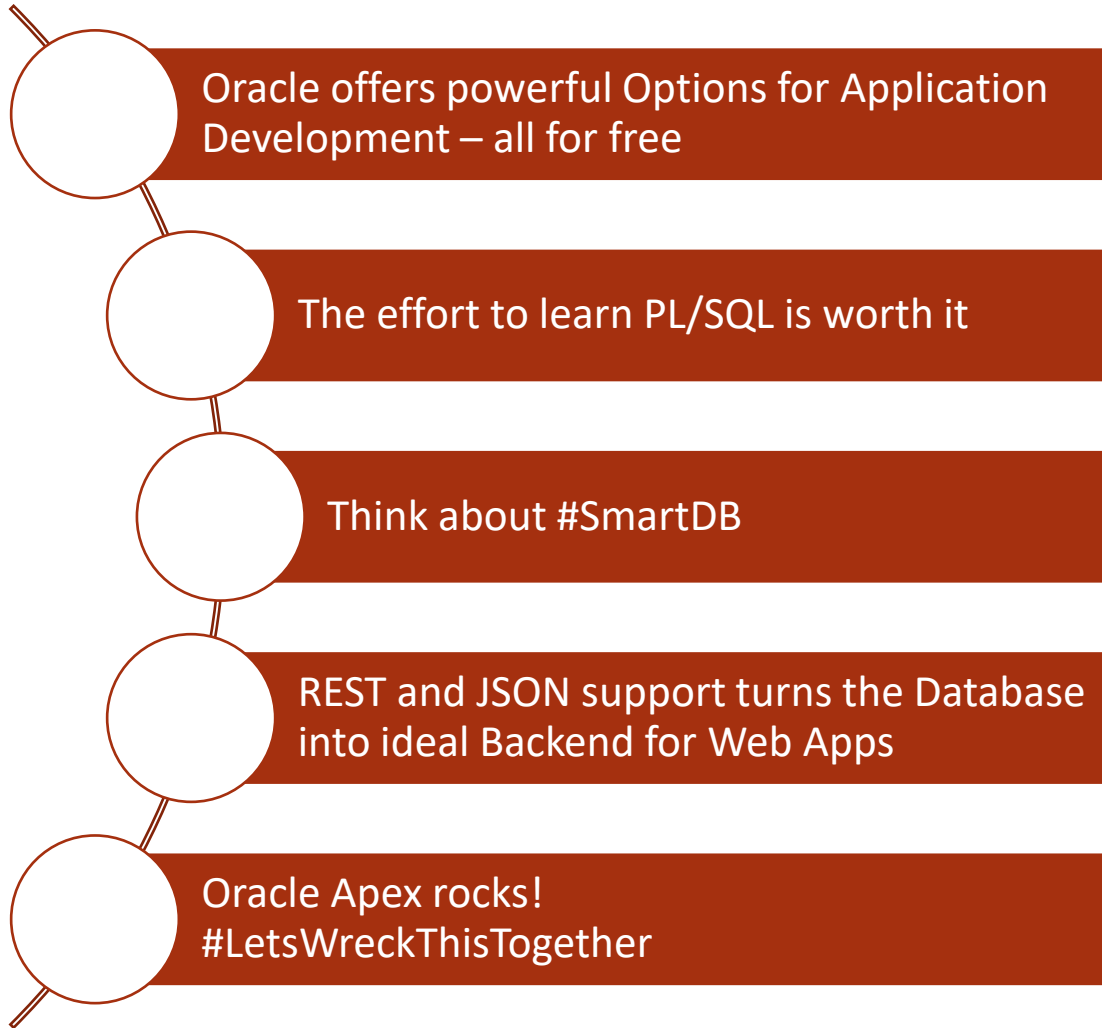 Oracle offers powerful Options for Application
Development – all for free
The effort to learn PL/SQL is worth it
Think about #SmartDB
REST and JSON support turns the Database
into ideal Backend for Web Apps
Oracle Apex rocks!
#LetsWreckThisTogether